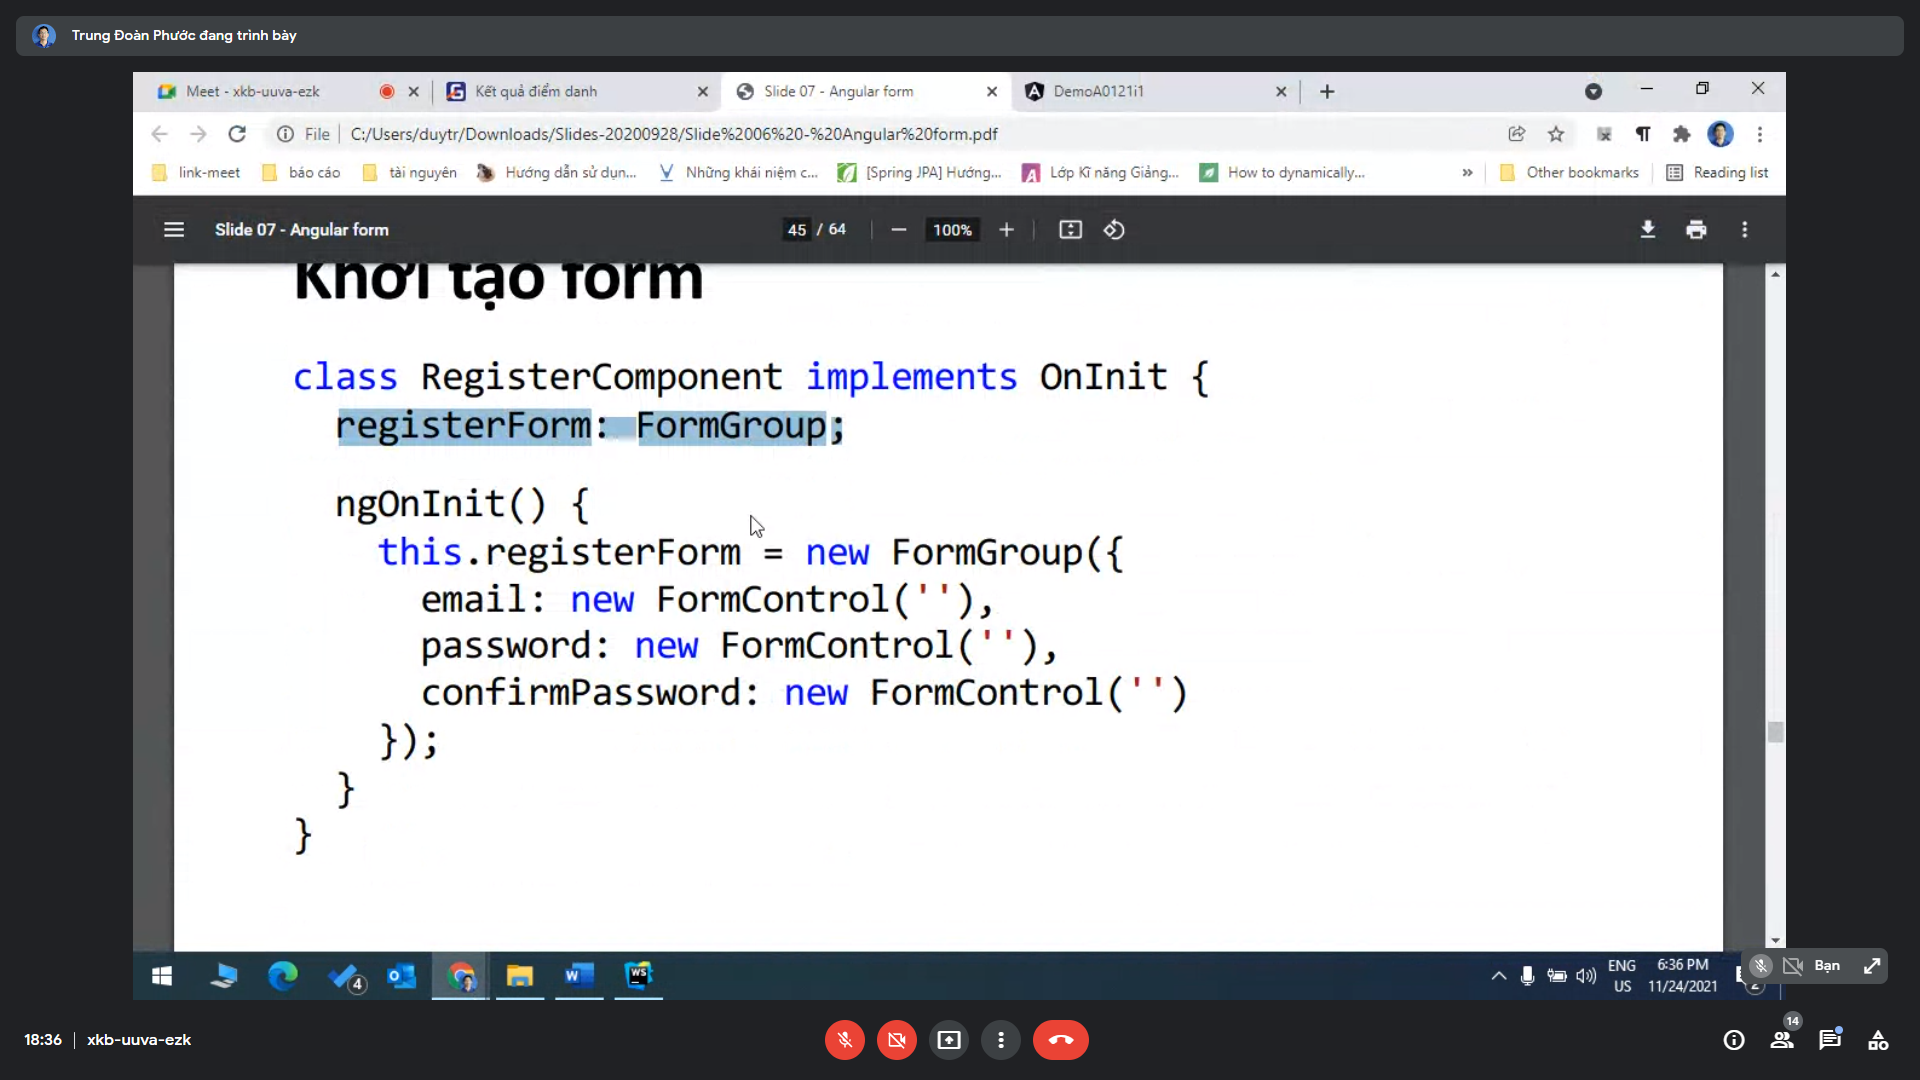 Trung Đoàn Phước đang trình bày
Meet - xkb-uuva-ezk
Kết quả điểm danh
Slide 07 - Angular form
DemoA0121i1
File
C:/Users/duytr/Downloads/Slides-20200928/Slide%2006%20-%20Angular%20form.pdf
link-meet
báo cáo
tài nguyên
Hướng dẫn sử dụn...
Những khái niệm c...
[Spring JPA] Hướng...
Lớp Kĩ năng Giảng...
How to dynamically...
»
Other bookmarks
Reading list
Slide 07 - Angular form
45 / 64
100%
Khởi tạo form
class RegisterComponent implements OnInit {
registerForm: FormGroup;
ngOnInit() {
this.registerForm = new FormGroup({
email: new FormControl(''),
password: new FormControl(''),
confirmPassword: new FormControl('')
});
}
}
4
WS
ENG
US
6:36 PM
11/24/2021
2
Bạn
18:36
xkb-uuva-ezk
14